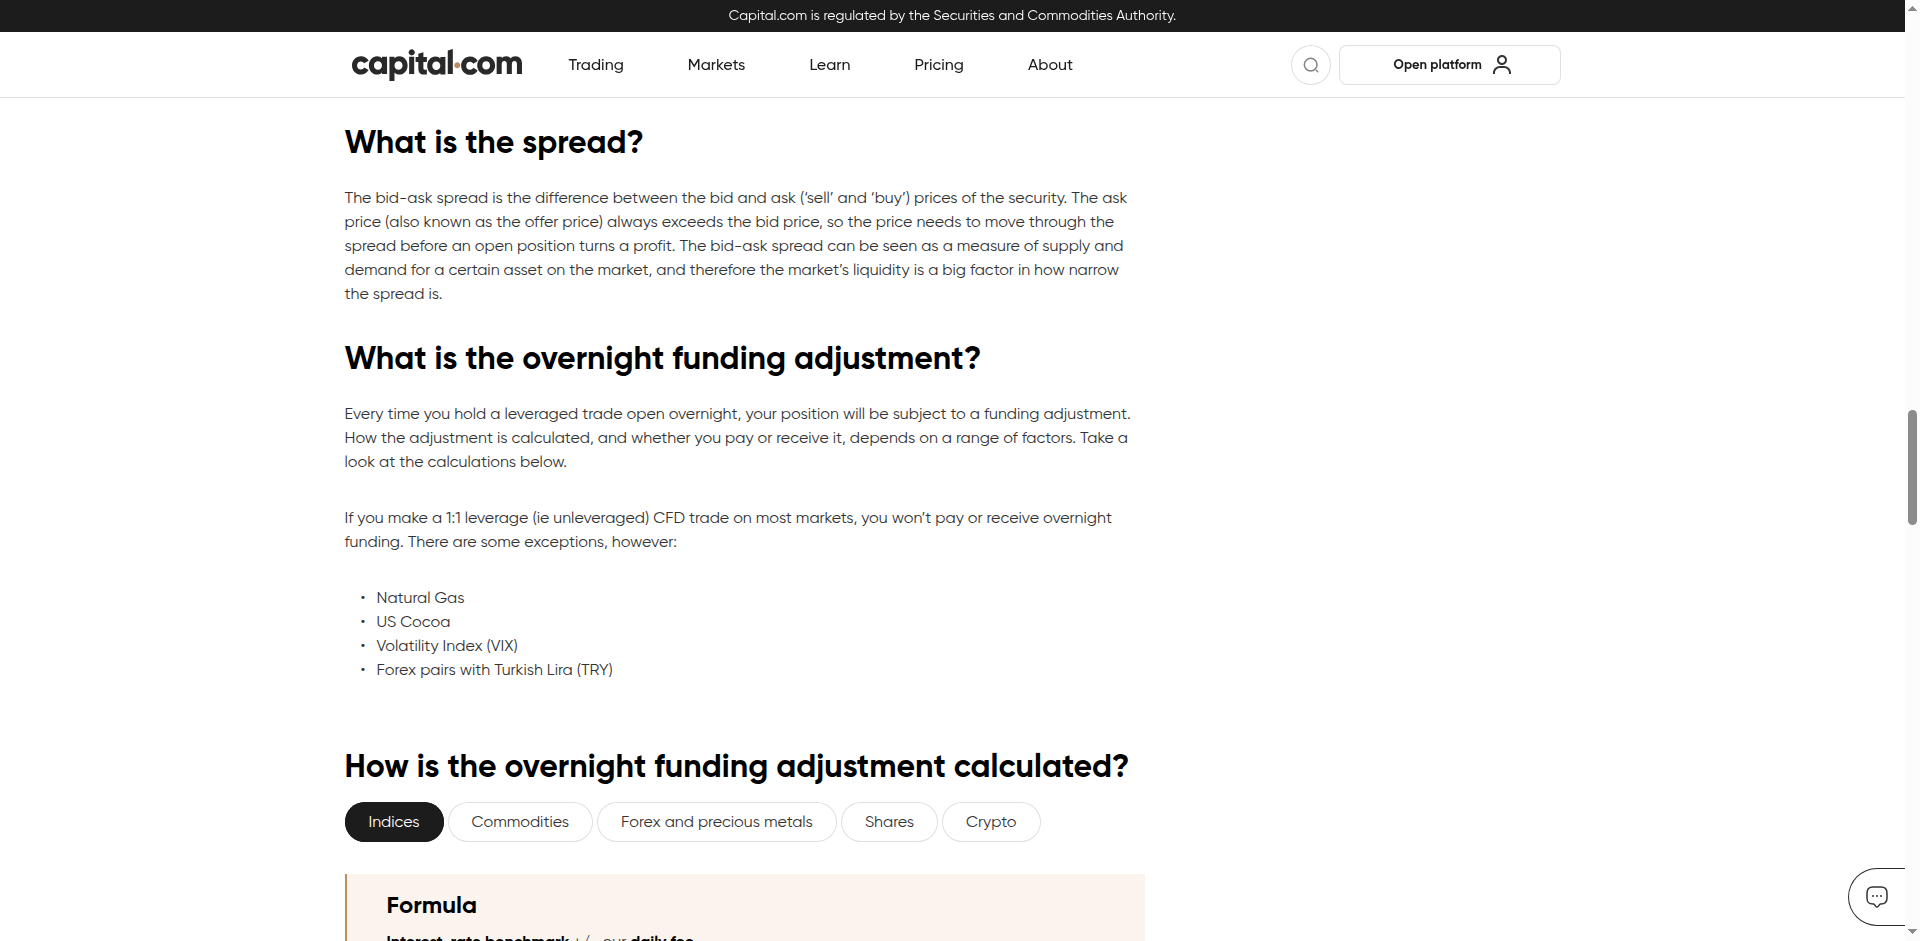 Capital.com is regulated by the Securities and Commodities Authority.
capital.com
Trading
Markets
Learn
Pricing
About
Open platform
What is the spread?
The bid-ask spread is the difference between the bid and ask (‘sell’ and ‘buy’) prices of the security. The ask
price (also known as the offer price) always exceeds the bid price, so the price needs to move through the
spread before an open position turns a profit. The bid-ask spread can be seen as a measure of supply and
demand for a certain asset on the market, and therefore the market’s liquidity is a big factor in how narrow
the spread is.
What is the overnight funding adjustment?
Every time you hold a leveraged trade open overnight, your position will be subject to a funding adjustment.
How the adjustment is calculated, and whether you pay or receive it, depends on a range of factors. Take a
look at the calculations below.
If you make a 1:1 leverage (ie unleveraged) CFD trade on most markets, you won’t pay or receive overnight
funding. There are some exceptions, however:
• Natural Gas
• US Cocoa
• Volatility Index (VIX)
• Forex pairs with Turkish Lira (TRY)
How is the overnight funding adjustment calculated?
Indices
Commodities
Forex and precious metals
Shares
Crypto
Formula
Interest-rate benchmark +/- our daily fee